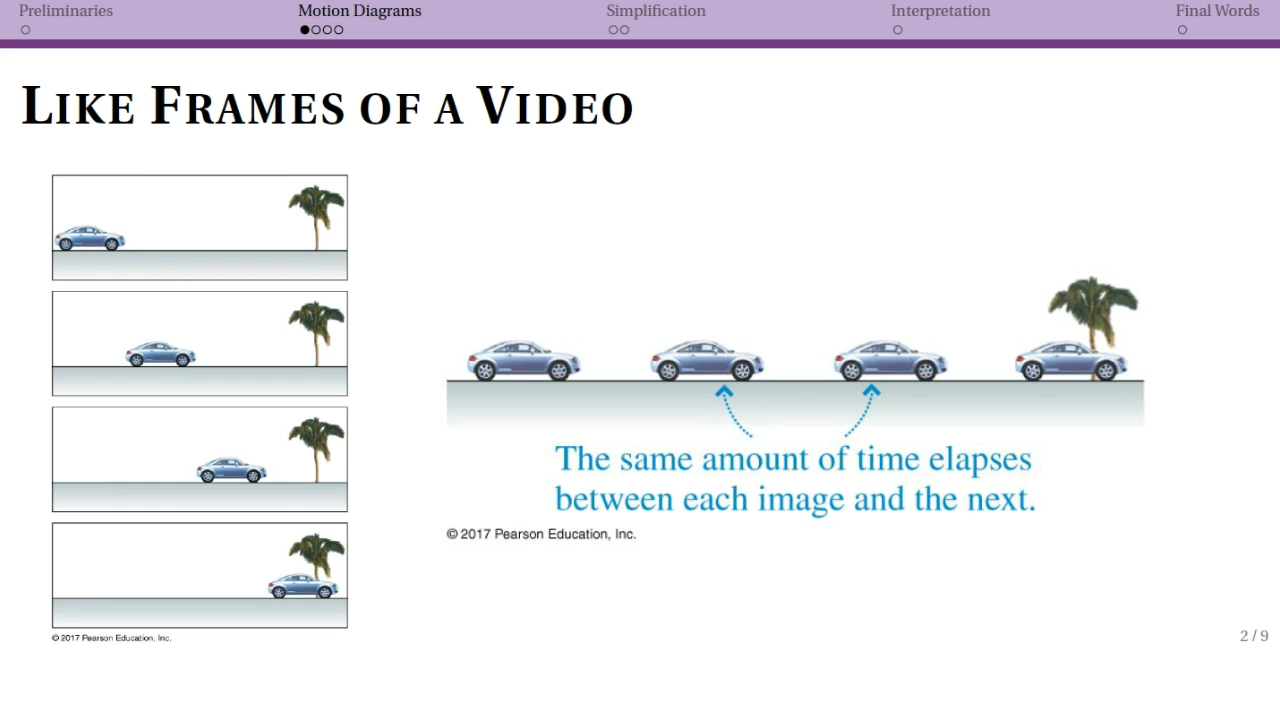 Preliminaries
Motion Diagrams
Simplification
Interpretation
Final Words
LIKE FRAMES OF A VIDEO
The same amount of time elapses
between each image and the next.
© 2017 Pearson Education, Inc.
© 2017 Pearson Education, Inc.
2 / 9